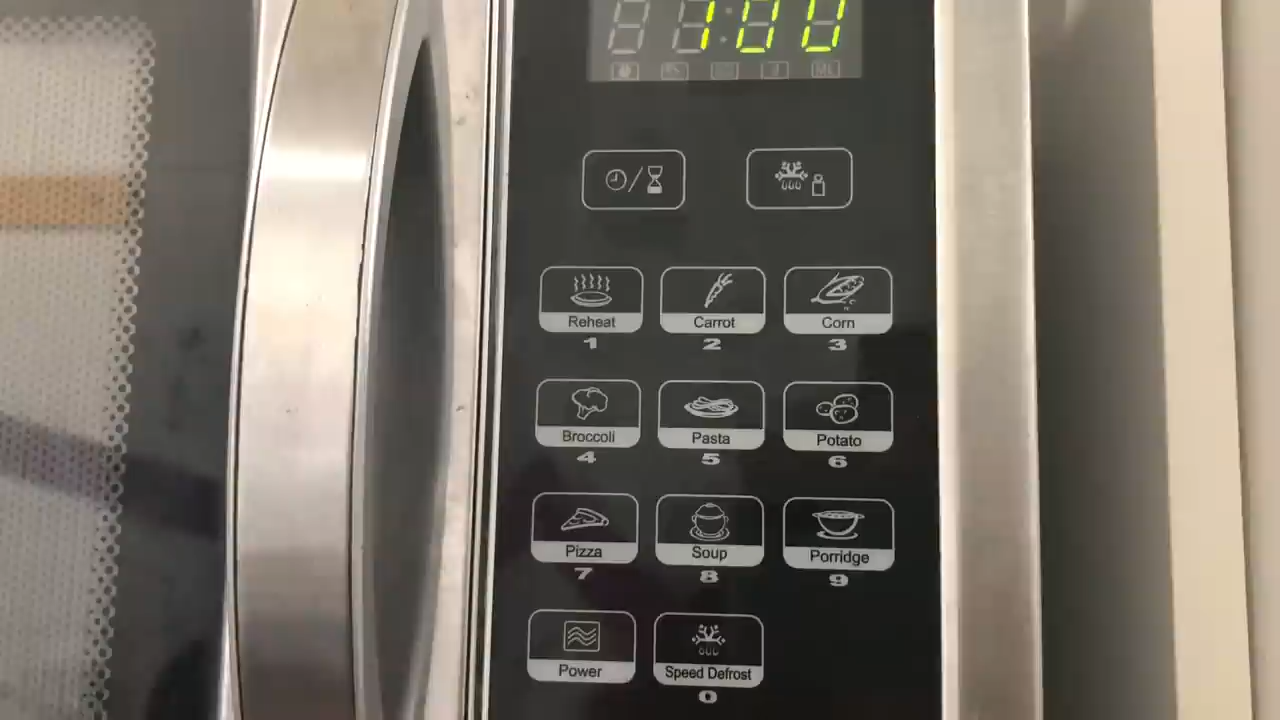 1:00
Reheat Carrot Corn
1 2 3
Broccoli Pasta Potato
4 5 6
Pizza Soup Porridge
7 8 9
Power Speed Defrost
0